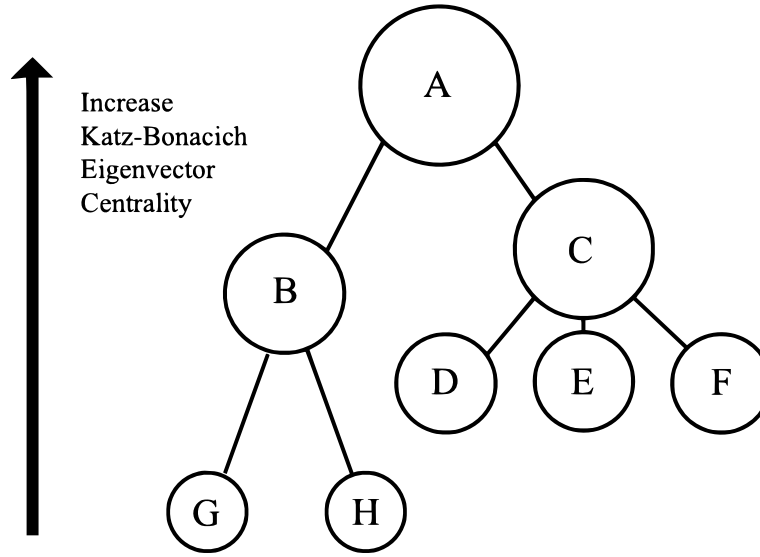 A
Increase
Katz-Bonacich
Eigenvector
Centrality
C
B
D
E
F
G
H